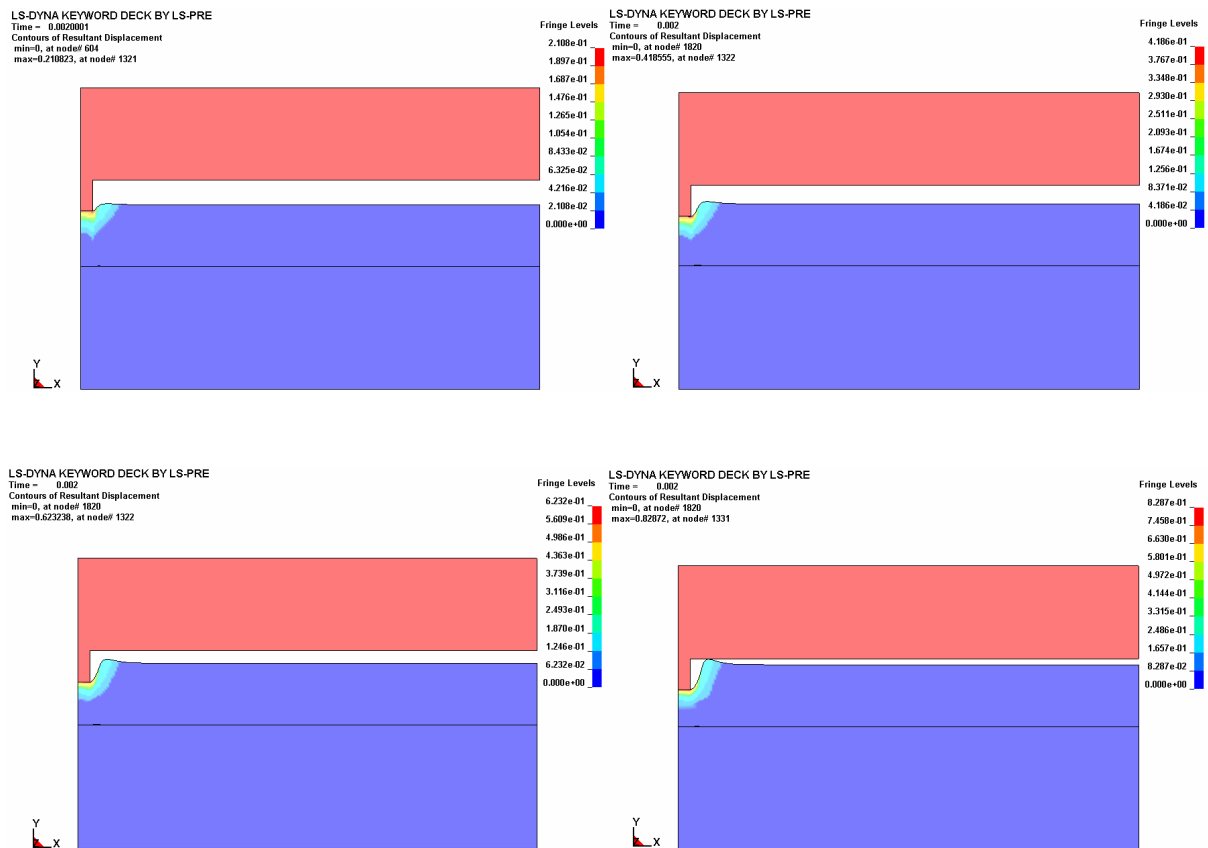 LS-DYNA KEYWORD DECK BY LS-PRE
Time = 0.0020001
Contours of Resultant Displacement
min=0, at node# 604
max=0.210823, at node# 1321
Fringe Levels
2.108e-01
1.897e-01
1.687e-01
1.476e-01
1.265e-01
1.054e-01
8.433e-02
6.325e-02
4.216e-02
2.108e-02
0.000e+00
Y
X
LS-DYNA KEYWORD DECK BY LS-PRE
Time = 0.002
Contours of Resultant Displacement
min=0, at node# 1820
max=0.418555, at node# 1322
Fringe Levels
4.186e-01
3.767e-01
3.348e-01
2.930e-01
2.511e-01
2.093e-01
1.674e-01
1.256e-01
8.371e-02
4.186e-02
0.000e+00
Y
X
LS-DYNA KEYWORD DECK BY LS-PRE
Time = 0.002
Contours of Resultant Displacement
min=0, at node# 1820
max=0.623238, at node# 1322
Fringe Levels
6.232e-01
5.609e-01
4.986e-01
4.363e-01
3.739e-01
3.116e-01
2.493e-01
1.870e-01
1.246e-01
6.232e-02
0.000e+00
Y
X
LS-DYNA KEYWORD DECK BY LS-PRE
Time = 0.002
Contours of Resultant Displacement
min=0, at node# 1820
max=0.82872, at node# 1331
Fringe Levels
8.287e-01
7.458e-01
6.630e-01
5.801e-01
4.972e-01
4.144e-01
3.315e-01
2.486e-01
1.657e-01
8.287e-02
0.000e+00
Y
X